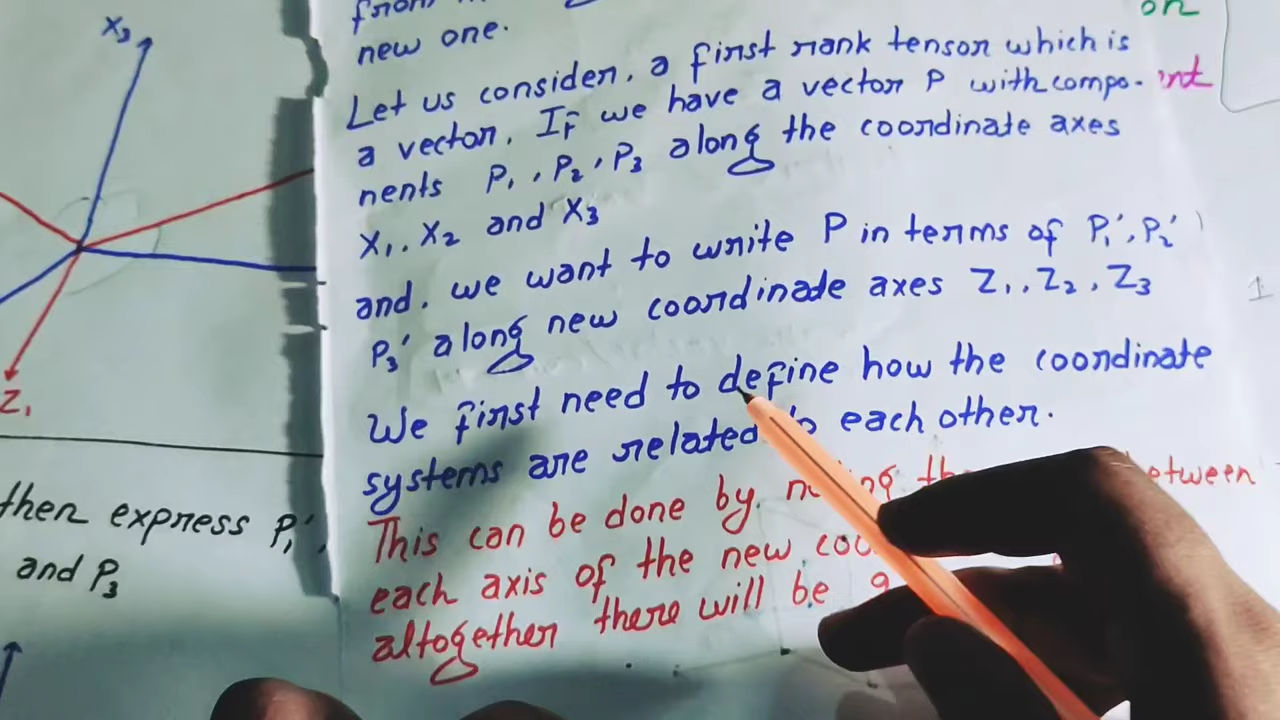 X3
Z1
then express P1',
and P3
on
new one.
Let us consider, a first rank tensor which is
a vector. If we have a vector P with compo-
nents P1, P2, P3 along the coordinate axes
X1, X2 and X3
and, we want to write P in terms of P1', P2'
P3' along new coordinate axes Z1, Z2, Z3
We first need to define how the coordinate
systems are related to each other.
This can be done by between
each axis of the new
altogether there will be 9